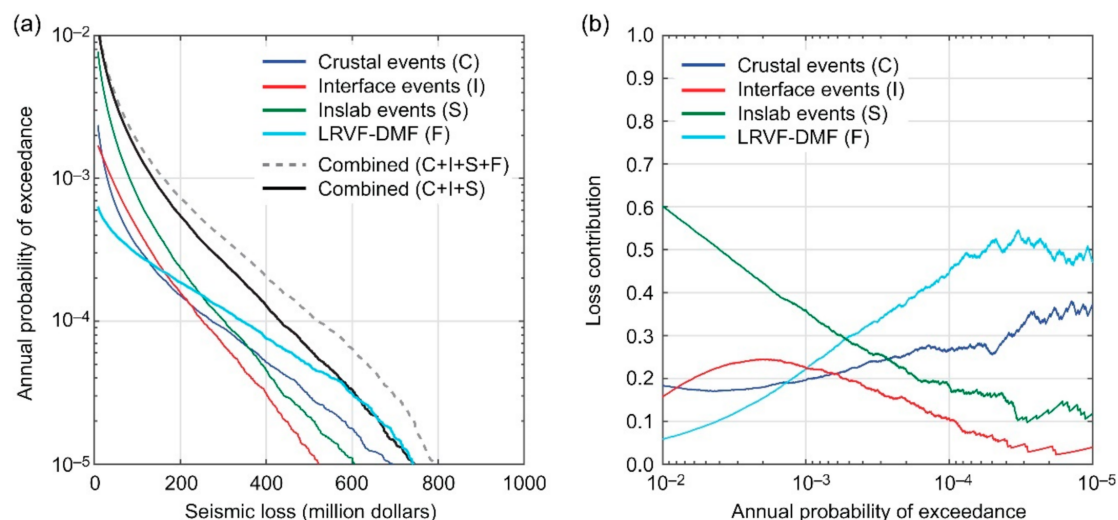 (a)
10⁻²
10⁻³
10⁻⁴
10⁻⁵
Annual probability of exceedance
Crustal events (C)
Interface events (I)
Inslab events (S)
LRVF-DMF (F)
Combined (C+I+S+F)
Combined (C+I+S)
0 200 400 600 800 1000
Seismic loss (million dollars)
(b)
1.0
0.9
0.8
0.7
0.6
0.5
0.4
0.3
0.2
0.1
0.0
Loss contribution
Crustal events (C)
Interface events (I)
Inslab events (S)
LRVF-DMF (F)
10⁻² 10⁻³ 10⁻⁴ 10⁻⁵
Annual probability of exceedance